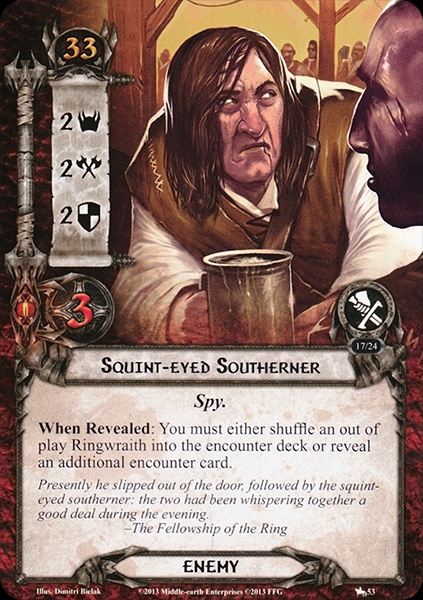 33
2
2
2
3
17/24
Squint-eyed Southerner
Spy.
When Revealed: You must either shuffle an out of
play Ringwraith into the encounter deck or reveal
an additional encounter card.
Presently he slipped out of the door, followed by the squint-
eyed southerner: the two had been whispering together a
good deal during the evening.
–The Fellowship of the Ring
ENEMY
Illus. Dimitri Bielak ©2013 Middle-earth Enterprises ©2013 FFG 53